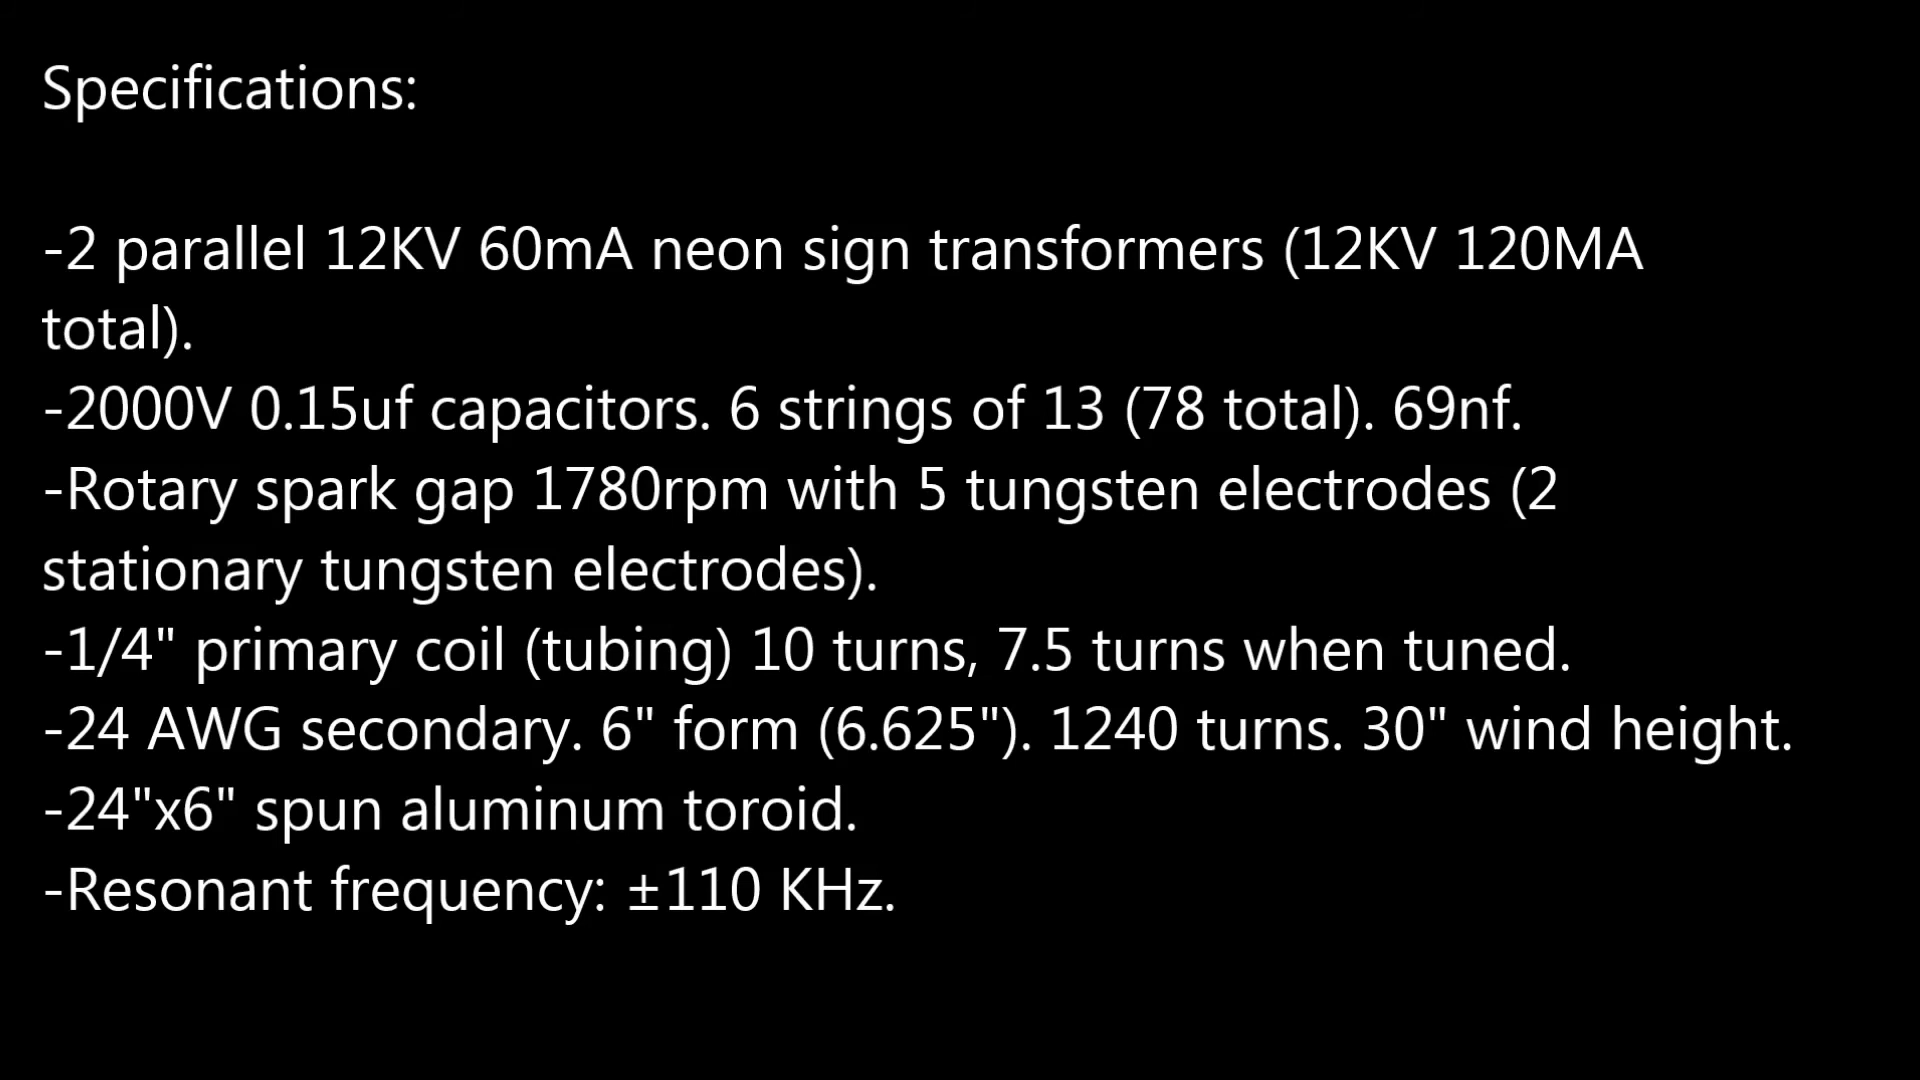 Specifications:
-2 parallel 12KV 60mA neon sign transformers (12KV 120MA
total).
-2000V 0.15uf capacitors. 6 strings of 13 (78 total). 69nf.
-Rotary spark gap 1780rpm with 5 tungsten electrodes (2
stationary tungsten electrodes).
-1/4" primary coil (tubing) 10 turns, 7.5 turns when tuned.
-24 AWG secondary. 6" form (6.625"). 1240 turns. 30" wind height.
-24"x6" spun aluminum toroid.
-Resonant frequency: ±110 KHz.